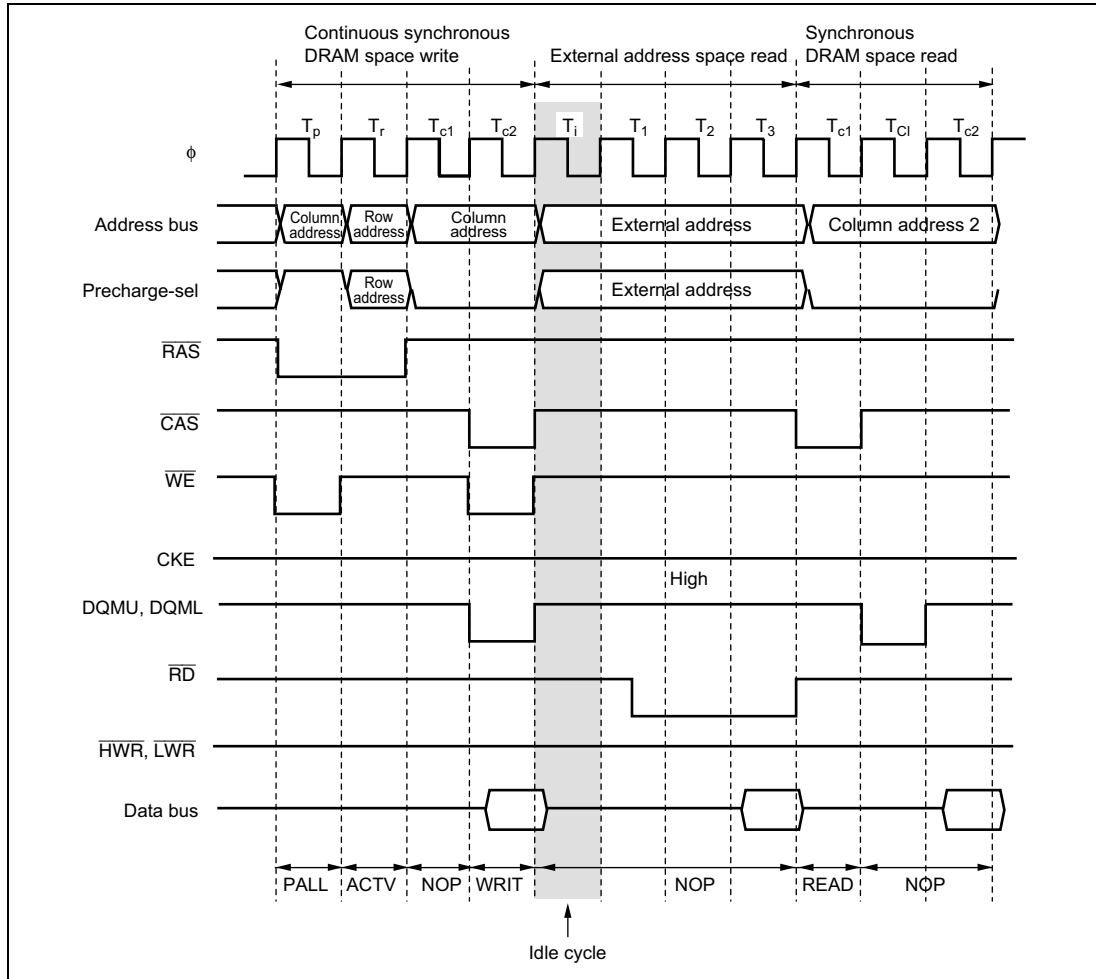 Continuous synchronous
DRAM space write
External address space read
Synchronous
DRAM space read
Tp Tr Tc1 Tc2 Ti T1 T2 T3 Tc1 TCl Tc2
ϕ
Address bus
Column
address
Row
address
Column
address
External address
Column address 2
Precharge-sel
Row
address
External address
RAS
CAS
WE
CKE
High
DQMU, DQML
RD
HWR, LWR
Data bus
PALL ACTV NOP WRIT NOP READ NOP
Idle cycle